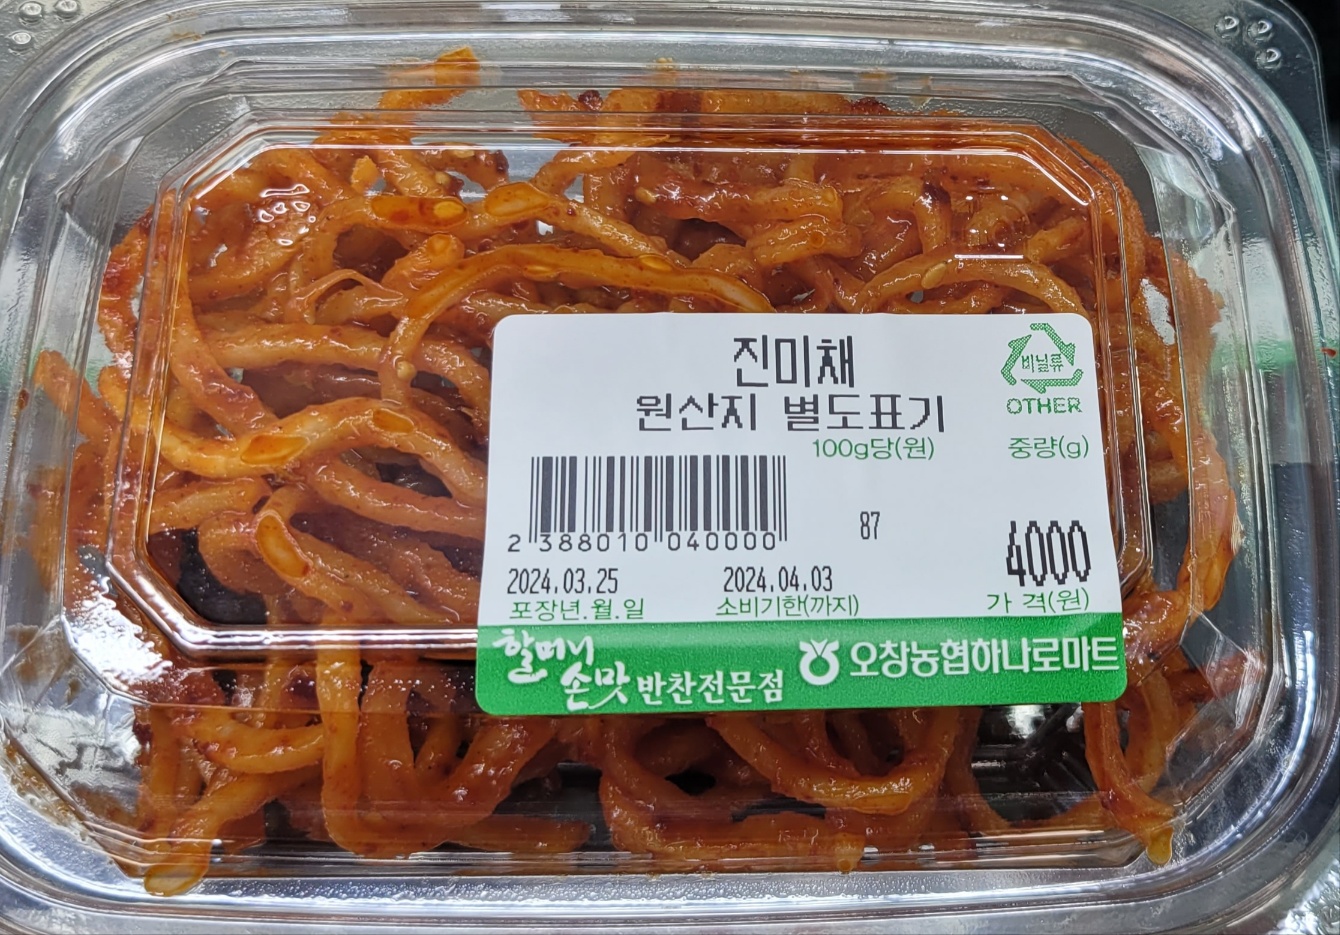 진미채
비닐류
OTHER
원산지 별도표기
100g당(원) 중량(g)
2 388010 040000
87
4000
2024.03.25 2024.04.03
포장년.월.일 소비기한(까지) 가 격(원)
할머니
손맛 반찬전문점 오창농협하나로마트